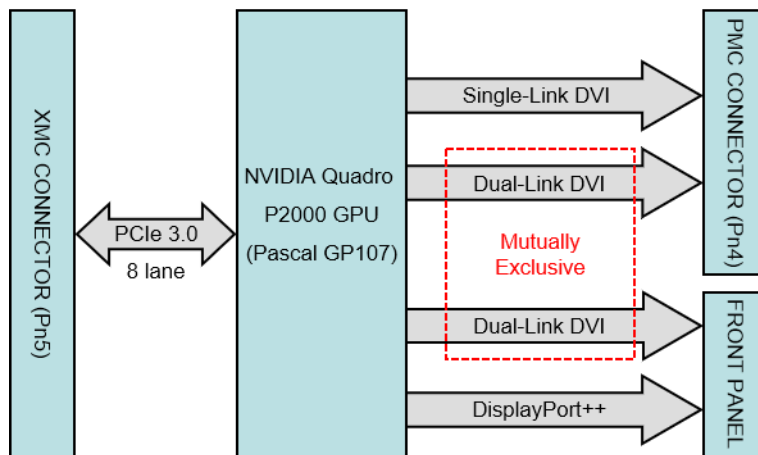 XMC CONNECTOR (Pn5)
PCIe 3.0
8 lane
NVIDIA Quadro
P2000 GPU
(Pascal GP107)
Single-Link DVI
Dual-Link DVI
Mutually
Exclusive
Dual-Link DVI
DisplayPort++
PMC CONNECTOR (Pn4)
FRONT PANEL